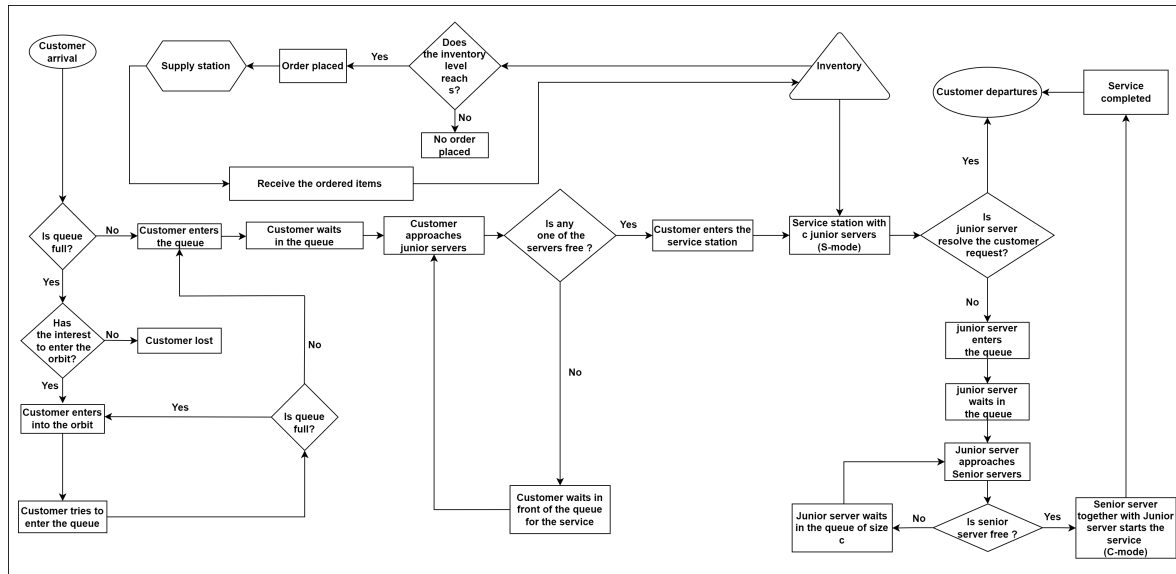 Customer
arrival
Supply station
Order placed
Yes
Does
the inventory
level
reach
s?
No
No order
placed
Inventory
Customer departures
Service
completed
Receive the ordered items
Yes
Is queue
full?
No
Customer enters
the queue
Customer waits
in the queue
Customer
approaches
junior servers
Is any
one of the
servers free ?
Yes
Customer enters the
service station
Service station with
c junior servers
(S-mode)
Is
junior server
resolve the customer
request?
Yes
Has
the interest
to enter the
orbit?
No
Customer lost
No
No
No
junior server
enters
the queue
Yes
Customer enters
into the orbit
Yes
Is queue
full?
junior server
waits in
the queue
Junior server
approaches
Senior servers
Customer tries to
enter the queue
Customer waits in
front of the queue
for the service
Junior server waits
in the queue of size
c
No
Is senior
server free ?
Yes
Senior server
together with Junior
server starts the
service
(C-mode)